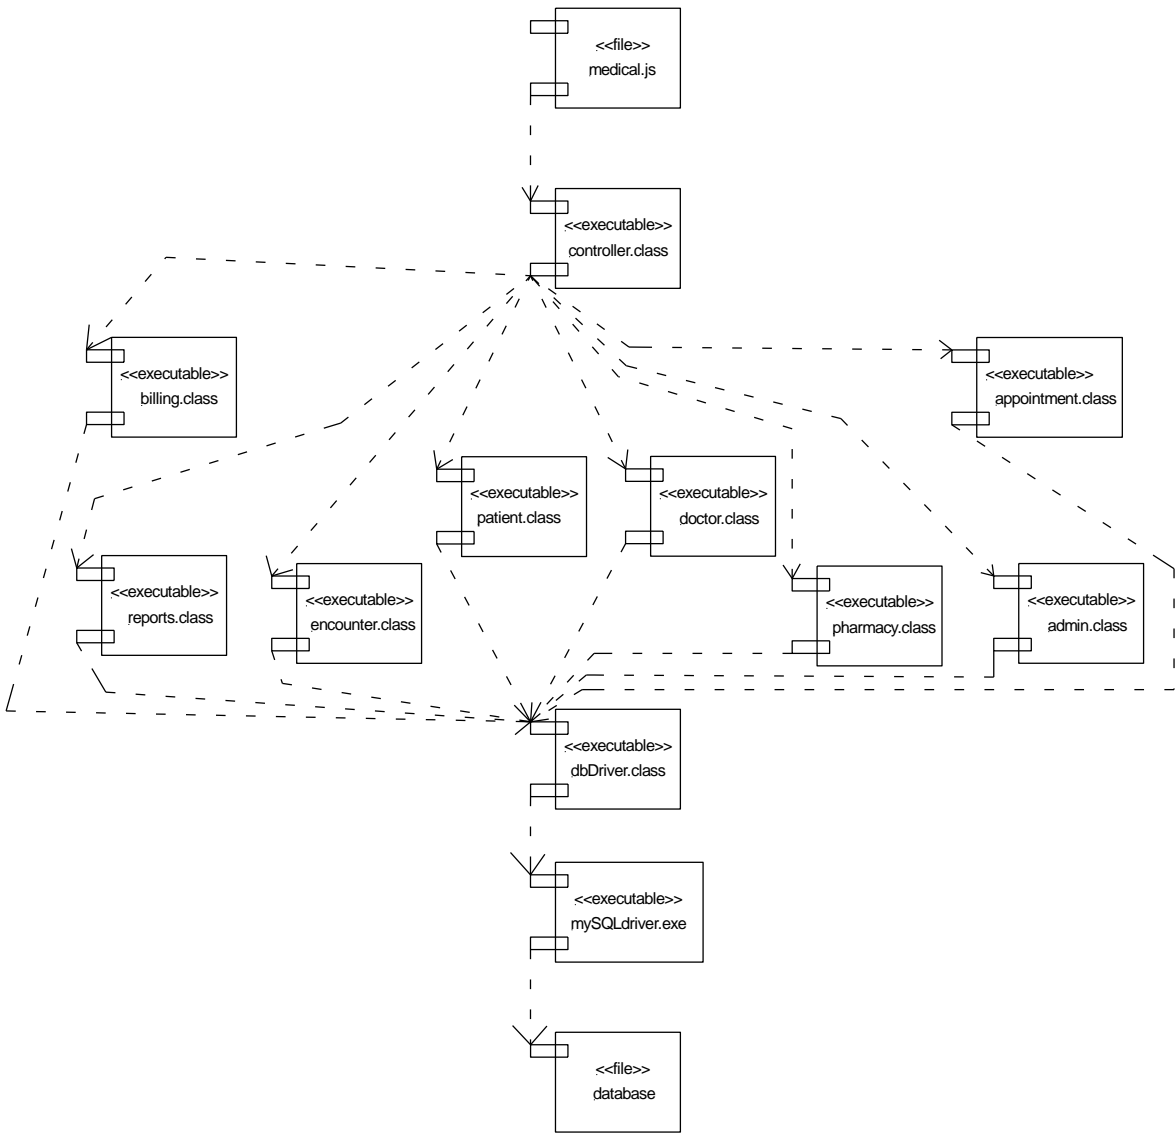 <<file>>
medical.js
<<executable>>
controller.class
<<executable>>
billing.class
<<executable>>
appointment.class
<<executable>>
patient.class
<<executable>>
doctor.class
<<executable>>
reports.class
<<executable>>
encounter.class
<<executable>>
pharmacy.class
<<executable>>
admin.class
<<executable>>
dbDriver.class
<<executable>>
mySQLdriver.exe
<<file>>
database